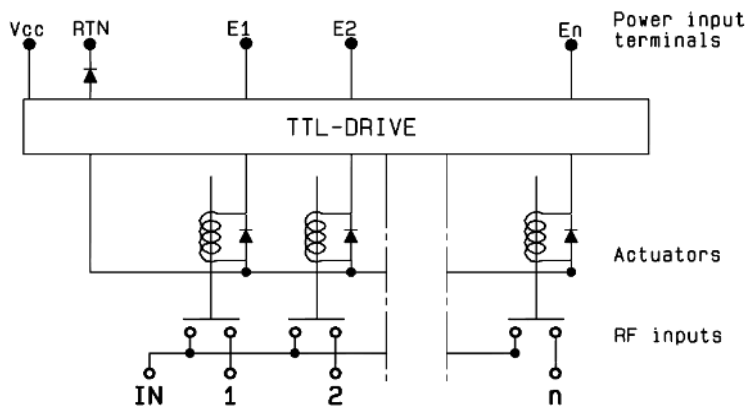 Vcc RTN E1 E2 En Power input
terminals
TTL-DRIVE
Actuators
RF inputs
IN 1 2 n